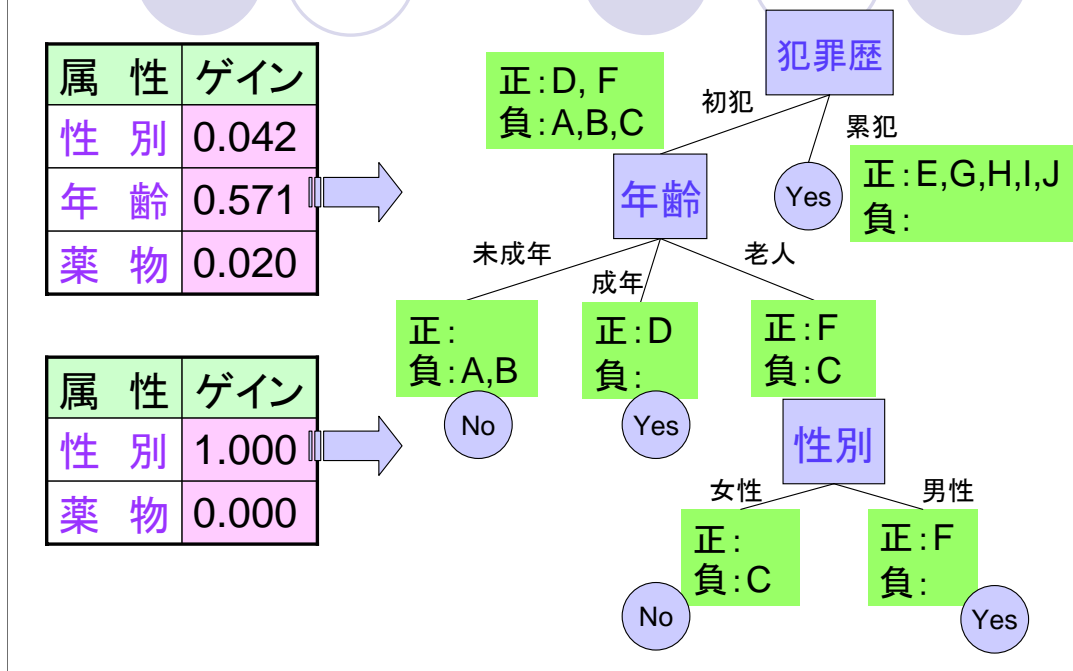 属 性 ゲイン
性 別 0.042
年 齢 0.571
薬 物 0.020
属 性 ゲイン
性 別 1.000
薬 物 0.000
犯罪歴
正:D, F
負:A,B,C
初犯
累犯
年齢
Yes
正:E,G,H,I,J
負:
未成年
成年
老人
正:
負:A,B
No
正:D
負:
Yes
正:F
負:C
性別
女性
男性
正:
負:C
No
正:F
負:
Yes